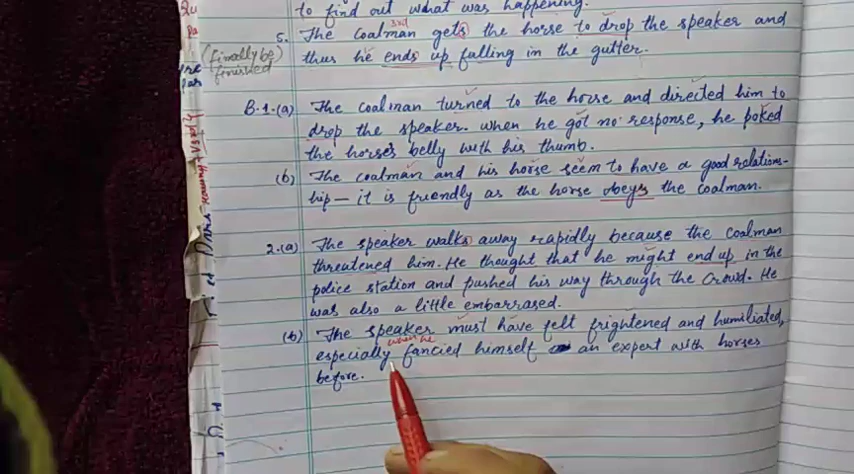 to find out what was happening.
5. The coalman gets the horse to drop the speaker and
(finally be) thus he ends up falling in the gutter.
finished
B.1.(a) The coalman turned to the horse and directed him to
drop the speaker. when he got no response, he poked
the horse's belly with his thumb.
(b) The coalman and his horse seem to have a good relations-
hip— it is friendly as the horse obeys the coalman.
2.(a) The speaker walks away rapidly because the coalman
threatened him. He thought that he might end up in the
police station and pushed his way through the Crowd. He
was also a little embarrased.
(b) The speaker must have felt frightened and humiliated,
when he
especially fancied himself an expert with horses
before.